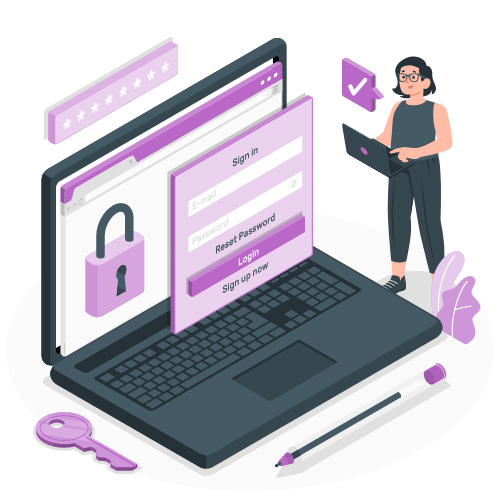 ********
Sign in
E-mail
Password
Reset Password
Login
Sign up now